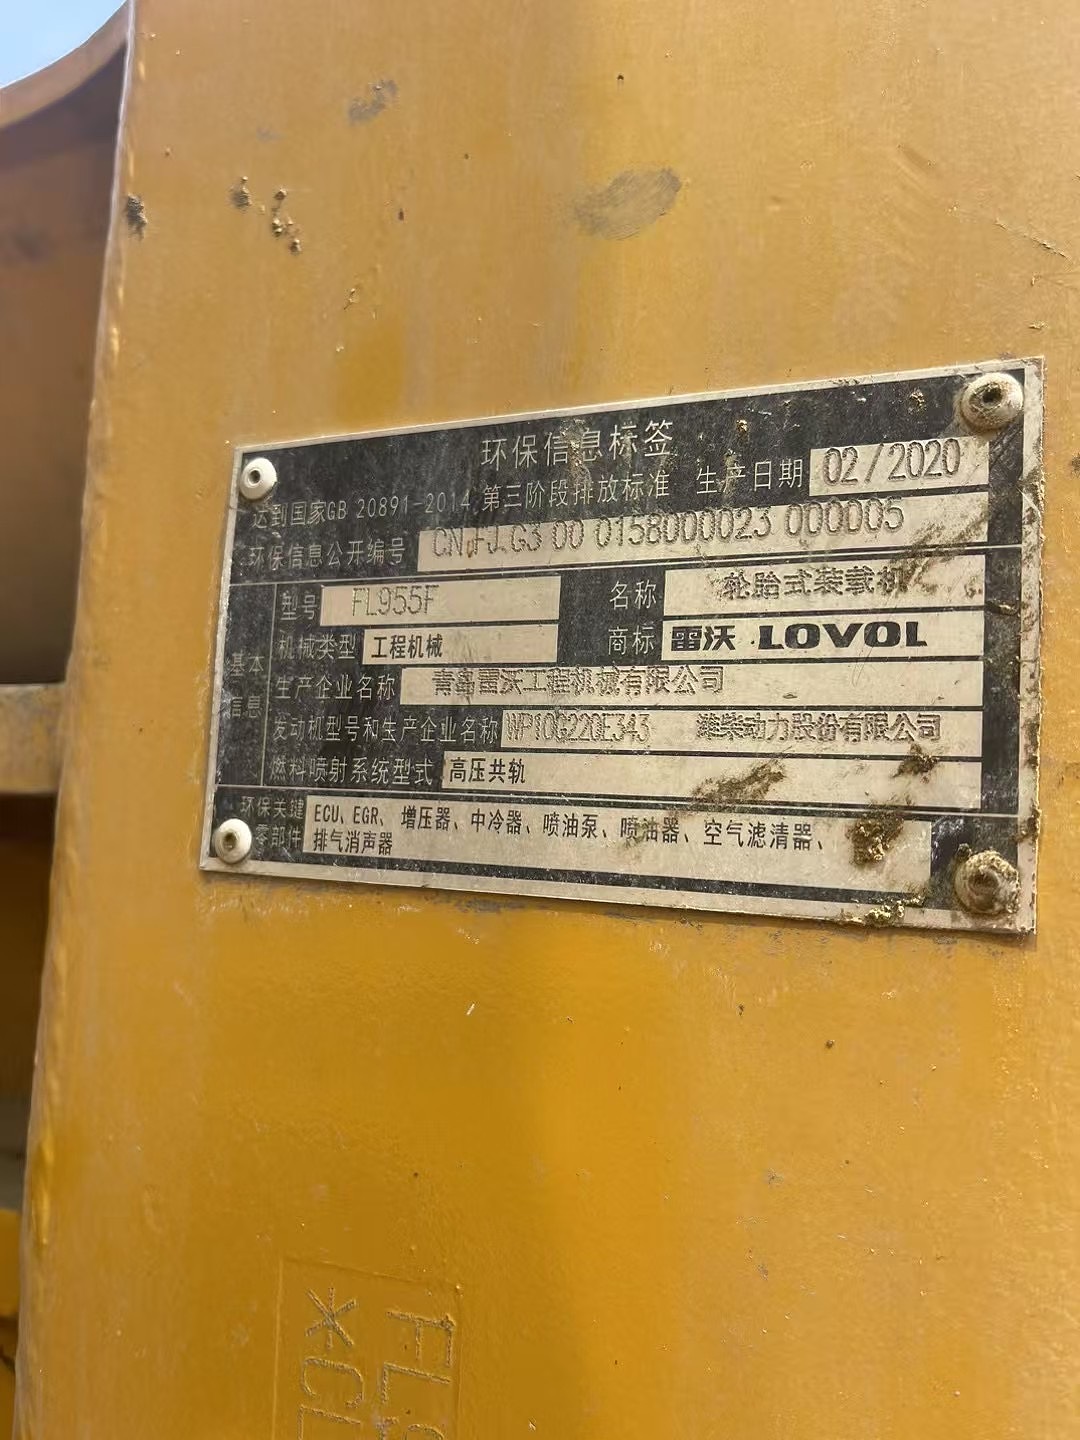 环保信息标签
达到国家GB 20891-2014 第三阶段排放标准 生产日期 02/2020
环保信息公开编号 CN FJ G3 00 0158000023 000005
基本信息
型号 FL955F 名称 轮胎式装载机
机械类型 工程机械 商标 雷沃 LOVOL
生产企业名称 青岛雷沃工程机械有限公司
发动机型号和生产企业名称 WP10G220E343 潍柴动力股份有限公司
燃料喷射系统型式 高压共轨
环保关键零部件 ECU、EGR、增压器、中冷器、喷油泵、喷油器、空气滤清器、
排气消声器